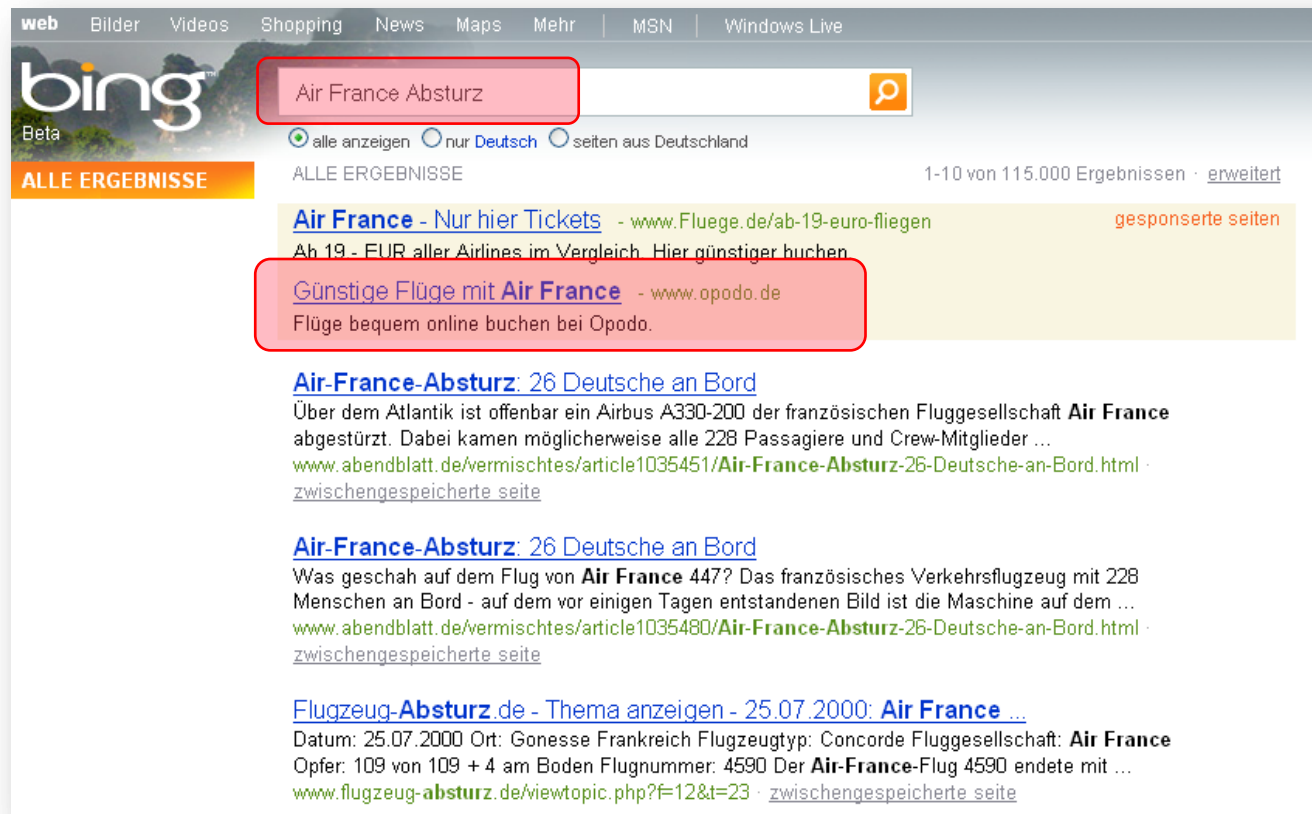 web Bilder Videos Shopping News Maps Mehr | MSN | Windows Live
bing™
Beta
Air France Absturz
alle anzeigen nur Deutsch seiten aus Deutschland
ALLE ERGEBNISSE
ALLE ERGEBNISSE 1-10 von 115.000 Ergebnissen · erweitert
Air France - Nur hier Tickets - www.Fluege.de/ab-19-euro-fliegen gesponserte seiten
Ab 19 - EUR aller Airlines im Vergleich. Hier günstiger buchen.
Günstige Flüge mit Air France - www.opodo.de
Flüge bequem online buchen bei Opodo.
Air-France-Absturz: 26 Deutsche an Bord
Über dem Atlantik ist offenbar ein Airbus A330-200 der französischen Fluggesellschaft Air France
abgestürzt. Dabei kamen möglicherweise alle 228 Passagiere und Crew-Mitglieder ...
www.abendblatt.de/vermischtes/article1035451/Air-France-Absturz-26-Deutsche-an-Bord.html ·
zwischengespeicherte seite
Air-France-Absturz: 26 Deutsche an Bord
Was geschah auf dem Flug von Air France 447? Das französisches Verkehrsflugzeug mit 228
Menschen an Bord - auf dem vor einigen Tagen entstandenen Bild ist die Maschine auf dem ...
www.abendblatt.de/vermischtes/article1035480/Air-France-Absturz-26-Deutsche-an-Bord.html ·
zwischengespeicherte seite
Flugzeug-Absturz.de - Thema anzeigen - 25.07.2000: Air France ...
Datum: 25.07.2000 Ort: Gonesse Frankreich Flugzeugtyp: Concorde Fluggesellschaft: Air France
Opfer: 109 von 109 + 4 am Boden Flugnummer: 4590 Der Air-France-Flug 4590 endete mit ...
www.flugzeug-absturz.de/viewtopic.php?f=12&t=23 · zwischengespeicherte seite